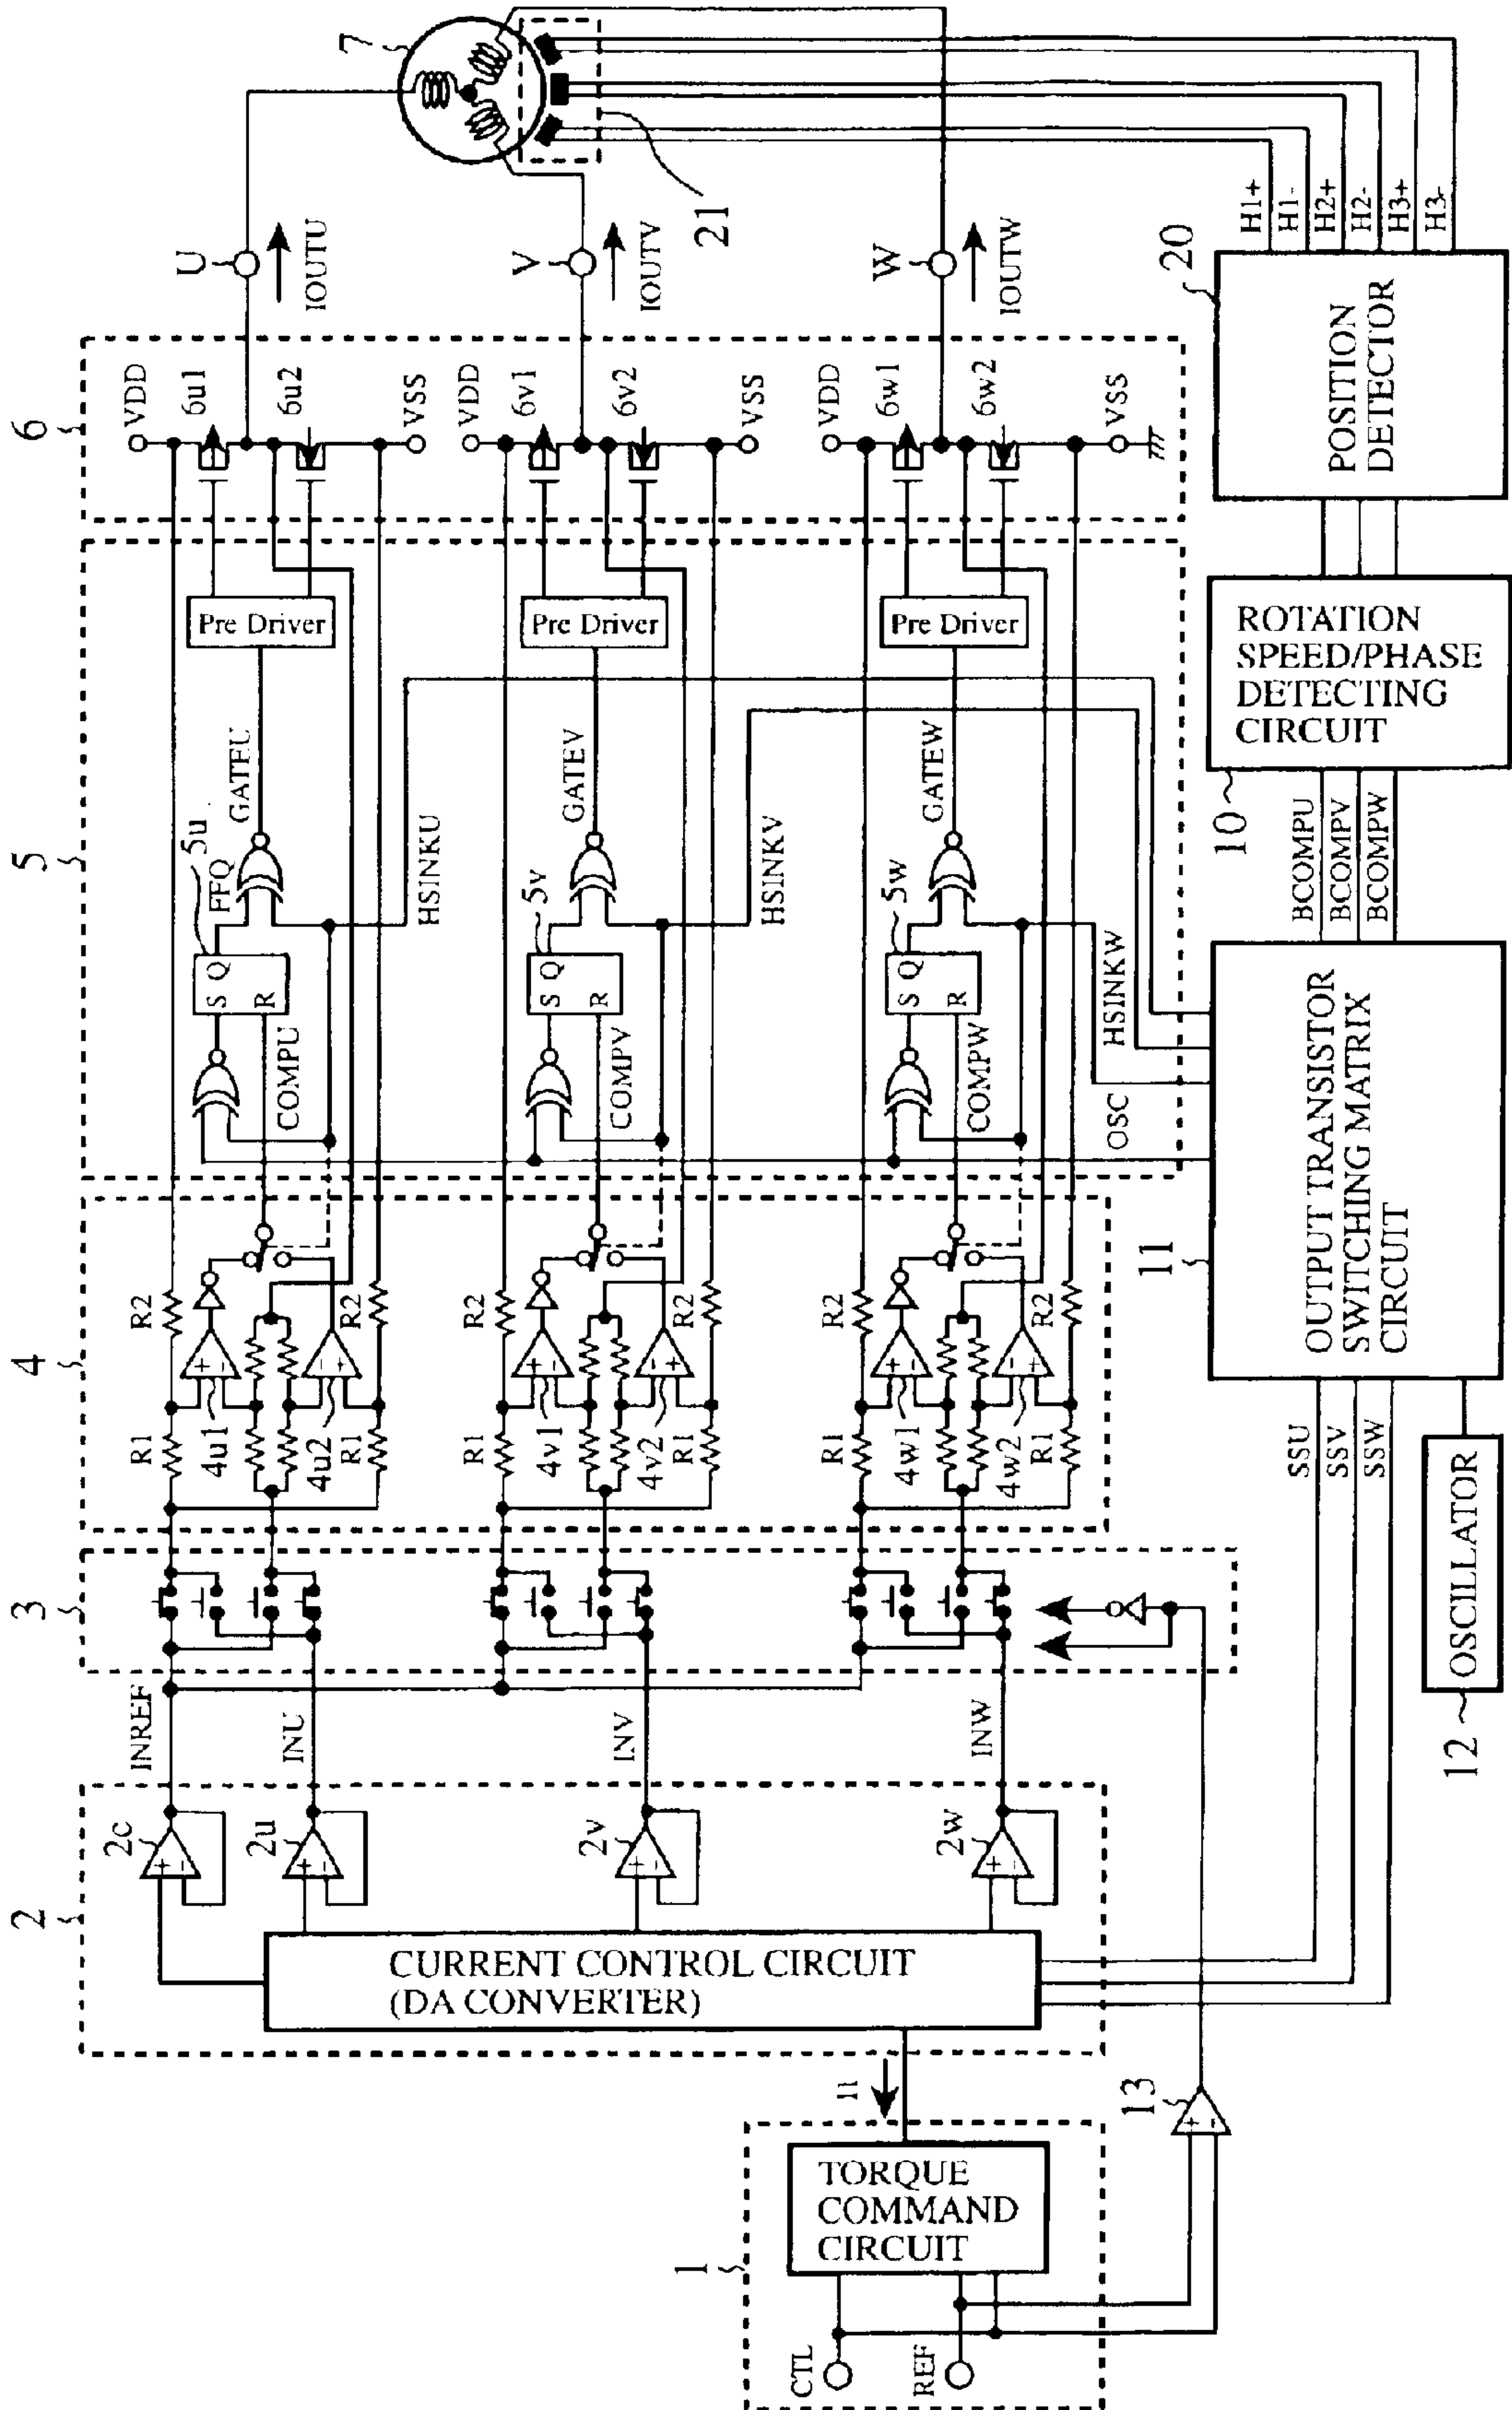 1
CTL
REF
TORQUE
COMMAND
CIRCUIT
I1
13
2
CURRENT CONTROL CIRCUIT
(DA CONVERTER)
2c
2u
2v
2w
INREF
INU
INV
INW
3
4
R1
R2
4u1
4u2
R1
R2
R1
R2
4v1
4v2
R1
R2
R1
R2
4w1
4w2
R1
R2
5
COMPU
S Q
R
FFQ
5u
GATEU
HSINKU
Pre Driver
COMPV
S Q
R
5v
GATEV
HSINKV
Pre Driver
COMPW
S Q
R
5w
GATEW
HSINKW
Pre Driver
OSC
6
VDD
6u1
6u2
VSS
VDD
6v1
6v2
VSS
VDD
6w1
6w2
VSS
U
IOUTU
V
IOUTV
W
IOUTW
7
21
SSU
SSV
SSW
12
OSCILLATOR
11
OUTPUT TRANSISTOR
SWITCHING MATRIX
CIRCUIT
BCOMPU
BCOMPV
BCOMPW
10
ROTATION
SPEED/PHASE
DETECTING
CIRCUIT
20
POSITION
DETECTOR
H1+
H1-
H2+
H2-
H3+
H3-